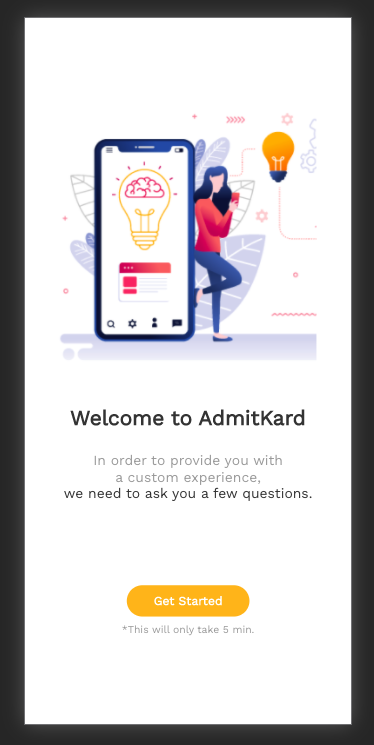 Welcome to AdmitKard
In order to provide you with
a custom experience,
we need to ask you a few questions.
Get Started
*This will only take 5 min.